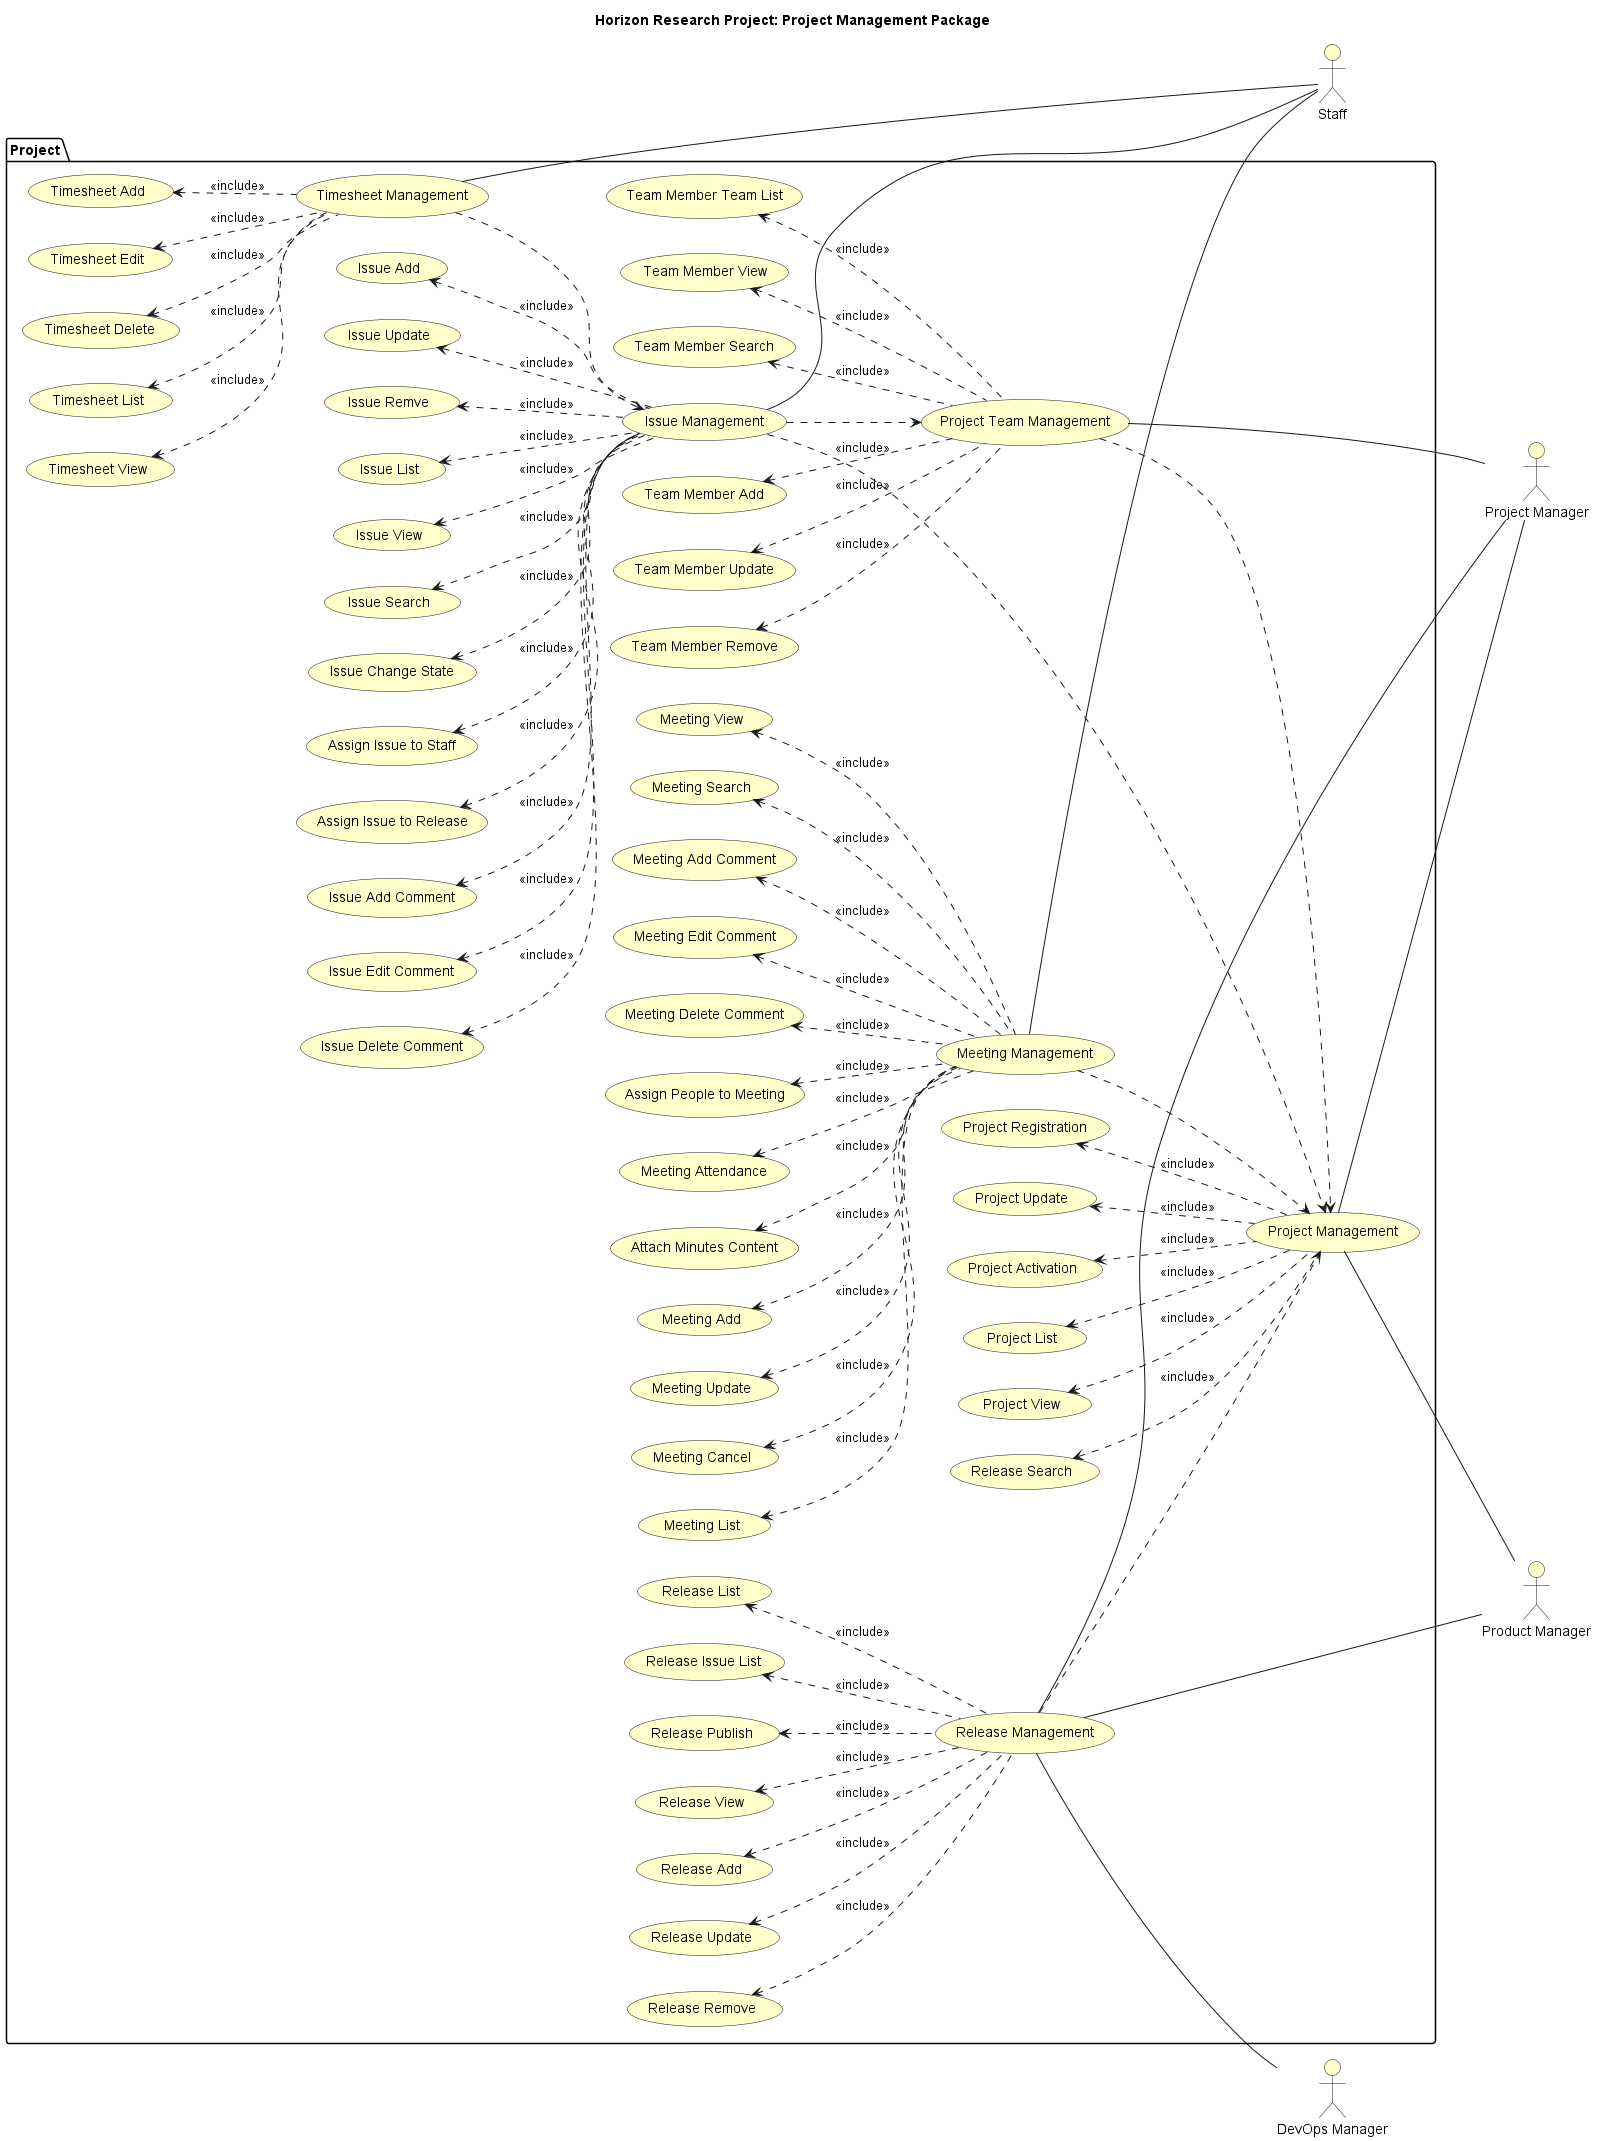 Horizon Research Project: Project Management Package
Staff
Project
Timesheet Add
«include»
Timesheet Management
Timesheet Edit
«include»
Timesheet Delete
«include»
Timesheet List
«include»
Timesheet View
«include»
Issue Add
«include»
Issue Update
«include»
Issue Remve
«include»
Issue List
«include»
Issue View
«include»
Issue Search
«include»
Issue Change State
«include»
Assign Issue to Staff
«include»
Assign Issue to Release
«include»
Issue Add Comment
«include»
Issue Edit Comment
«include»
Issue Delete Comment
«include»
Issue Management
Team Member Team List
«include»
Team Member View
«include»
Team Member Search
«include»
Project Team Management
Team Member Add
«include»
Team Member Update
«include»
Team Member Remove
«include»
Project Manager
Meeting View
«include»
Meeting Search
«include»
Meeting Add Comment
«include»
Meeting Edit Comment
«include»
Meeting Delete Comment
«include»
Meeting Management
Assign People to Meeting
«include»
Meeting Attendance
«include»
Attach Minutes Content
«include»
Meeting Add
«include»
Meeting Update
«include»
Meeting Cancel
«include»
Meeting List
«include»
Project Registration
«include»
Project Update
«include»
Project Management
Project Activation
«include»
Project List
«include»
Project View
«include»
Release Search
«include»
Product Manager
Release List
«include»
Release Issue List
«include»
Release Publish
«include»
Release Management
Release View
«include»
Release Add
«include»
Release Update
«include»
Release Remove
«include»
DevOps Manager